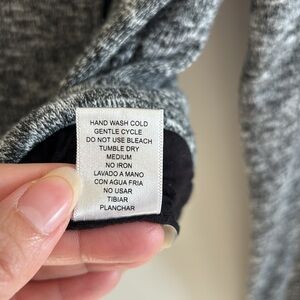 HAND WASH COLD
GENTLE CYCLE
DO NOT USE BLEACH
TUMBLE DRY
MEDIUM
NO IRON
LAVADO A MANO
CON AGUA FRIA
NO USAR
TIBIAR
PLANCHAR